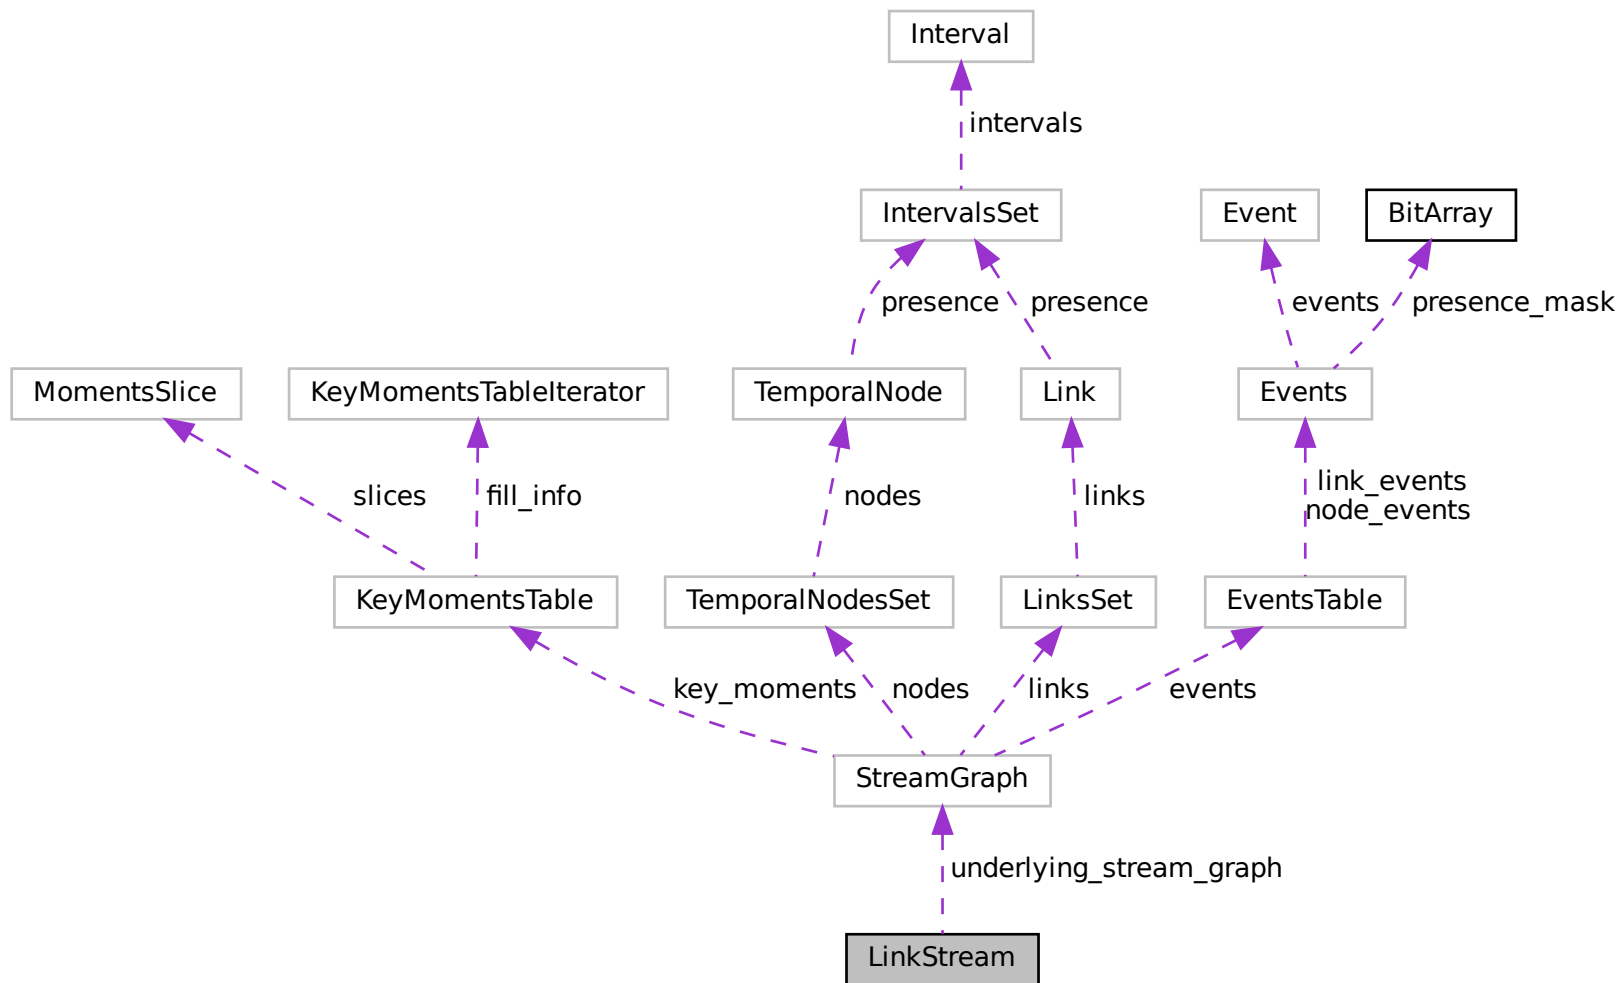 Interval
intervals
IntervalsSet
Event
BitArray
presence
presence
events
presence_mask
MomentsSlice
KeyMomentsTableIterator
TemporalNode
Link
Events
slices
fill_info
nodes
links
link_events
node_events
KeyMomentsTable
TemporalNodesSet
LinksSet
EventsTable
key_moments
nodes
links
events
StreamGraph
underlying_stream_graph
LinkStream